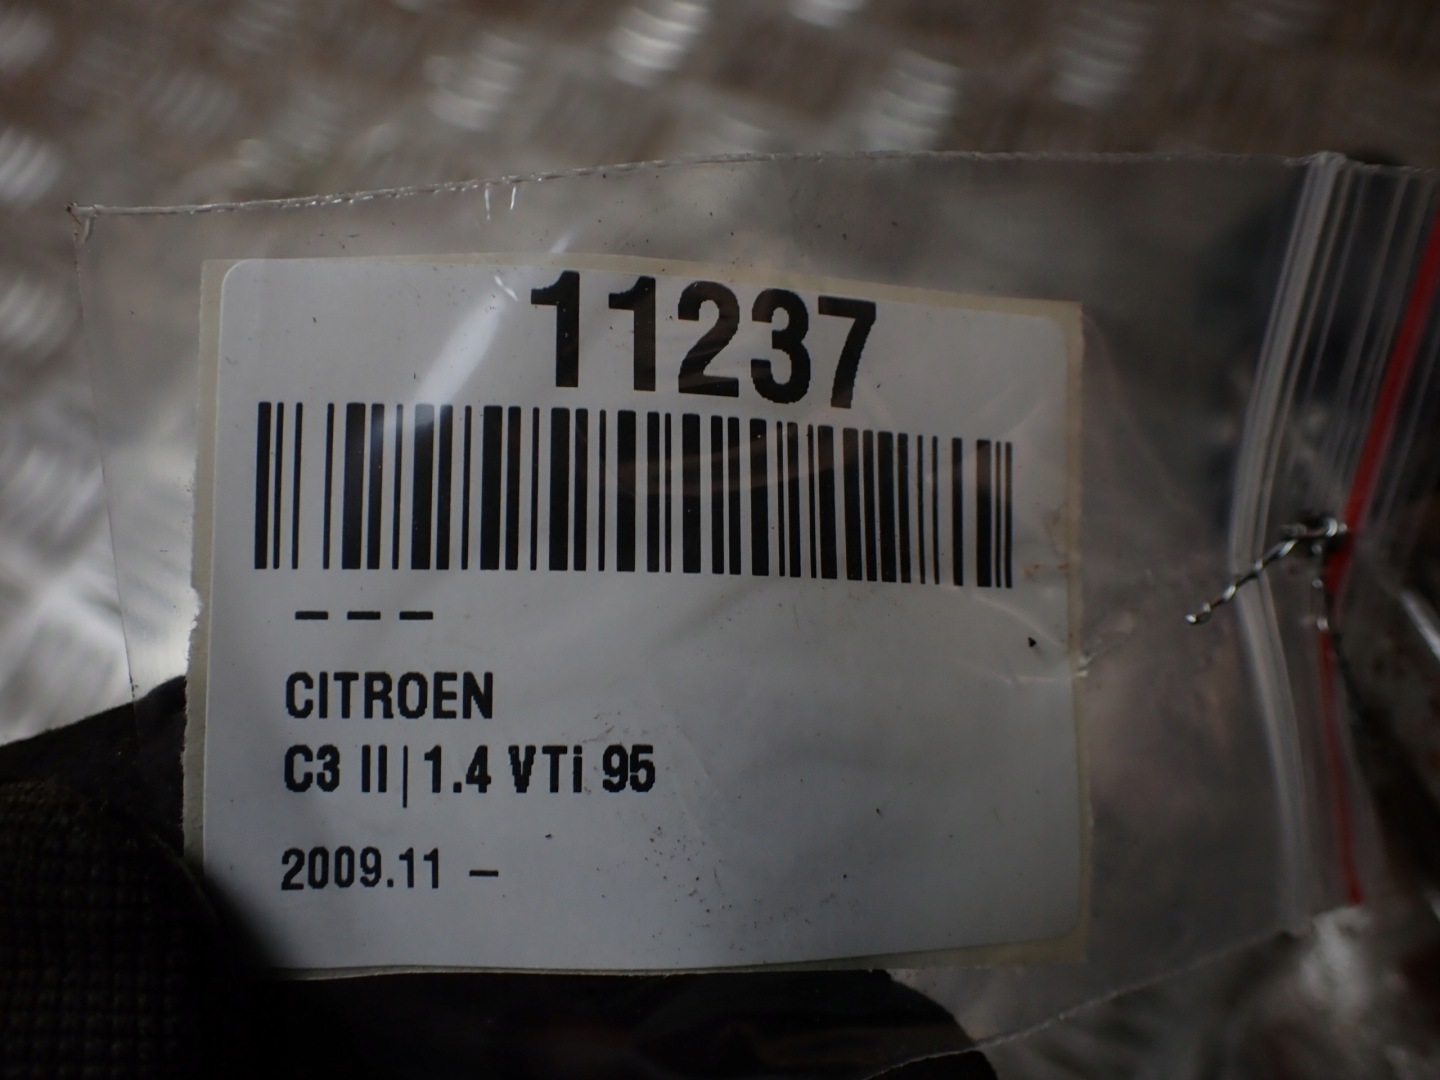 11237
---
CITROEN
C3 II|1.4 VTi 95
2009.11 -